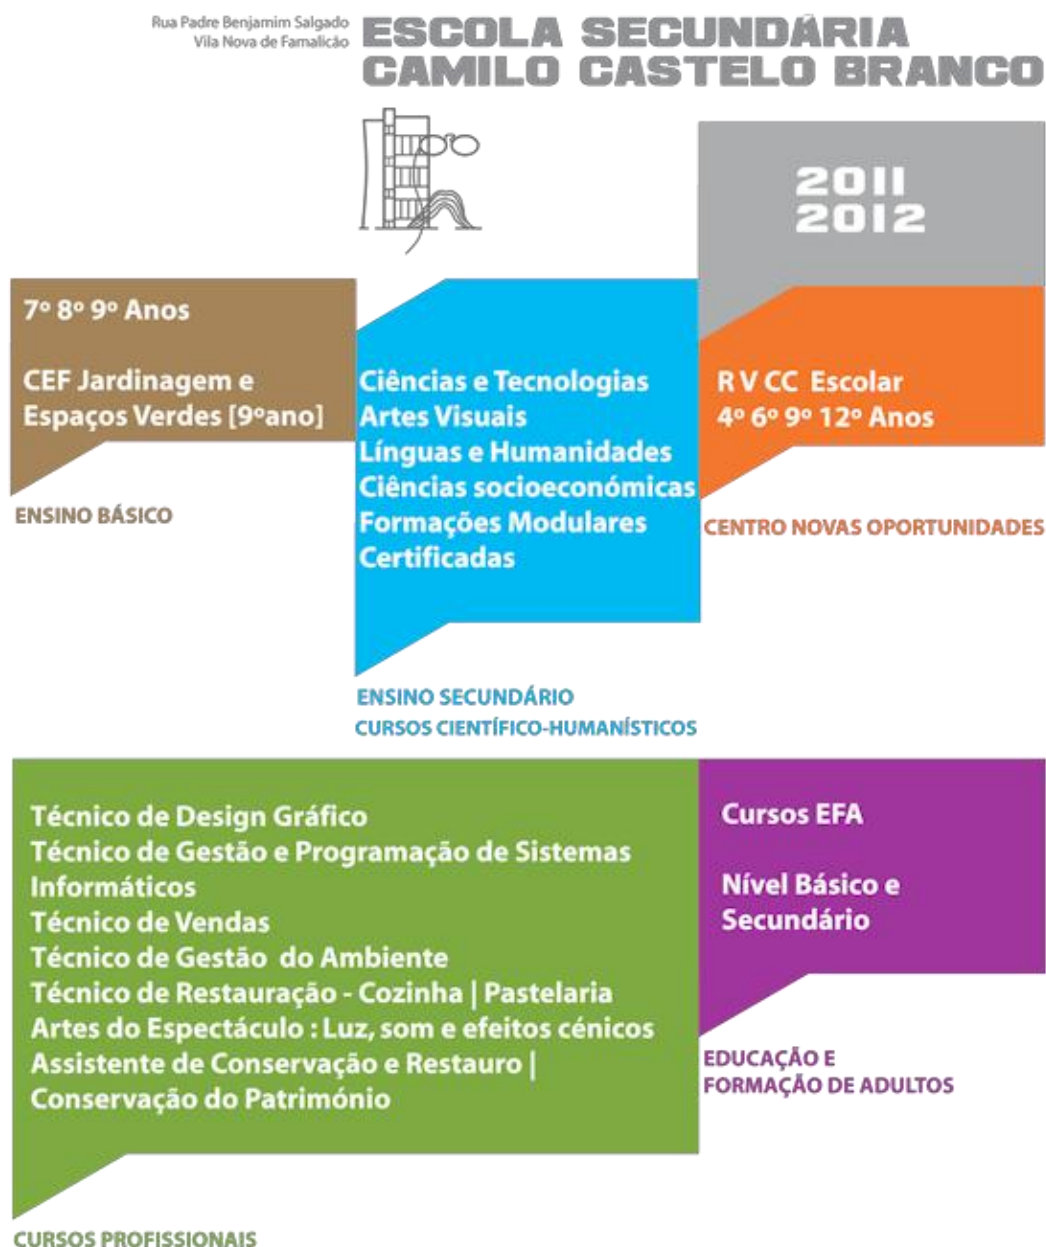 Rua Padre Benjamim Salgado
Vila Nova de Famalicão
ESCOLA SECUNDÁRIA
CAMILO CASTELO BRANCO
2011
2012
7º 8º 9º Anos
CEF Jardinagem e
Espaços Verdes [9ºano]
ENSINO BÁSICO
Ciências e Tecnologias
Artes Visuais
Línguas e Humanidades
Ciências socioeconómicas
Formações Modulares
Certificadas
ENSINO SECUNDÁRIO
CURSOS CIENTÍFICO-HUMANÍSTICOS
R V CC Escolar
4º 6º 9º 12º Anos
CENTRO NOVAS OPORTUNIDADES
Técnico de Design Gráfico
Técnico de Gestão e Programação de Sistemas
Informáticos
Técnico de Vendas
Técnico de Gestão do Ambiente
Técnico de Restauração - Cozinha | Pastelaria
Artes do Espectáculo : Luz, som e efeitos cénicos
Assistente de Conservação e Restauro |
Conservação do Património
CURSOS PROFISSIONAIS
Cursos EFA
Nível Básico e
Secundário
EDUCAÇÃO E
FORMAÇÃO DE ADULTOS